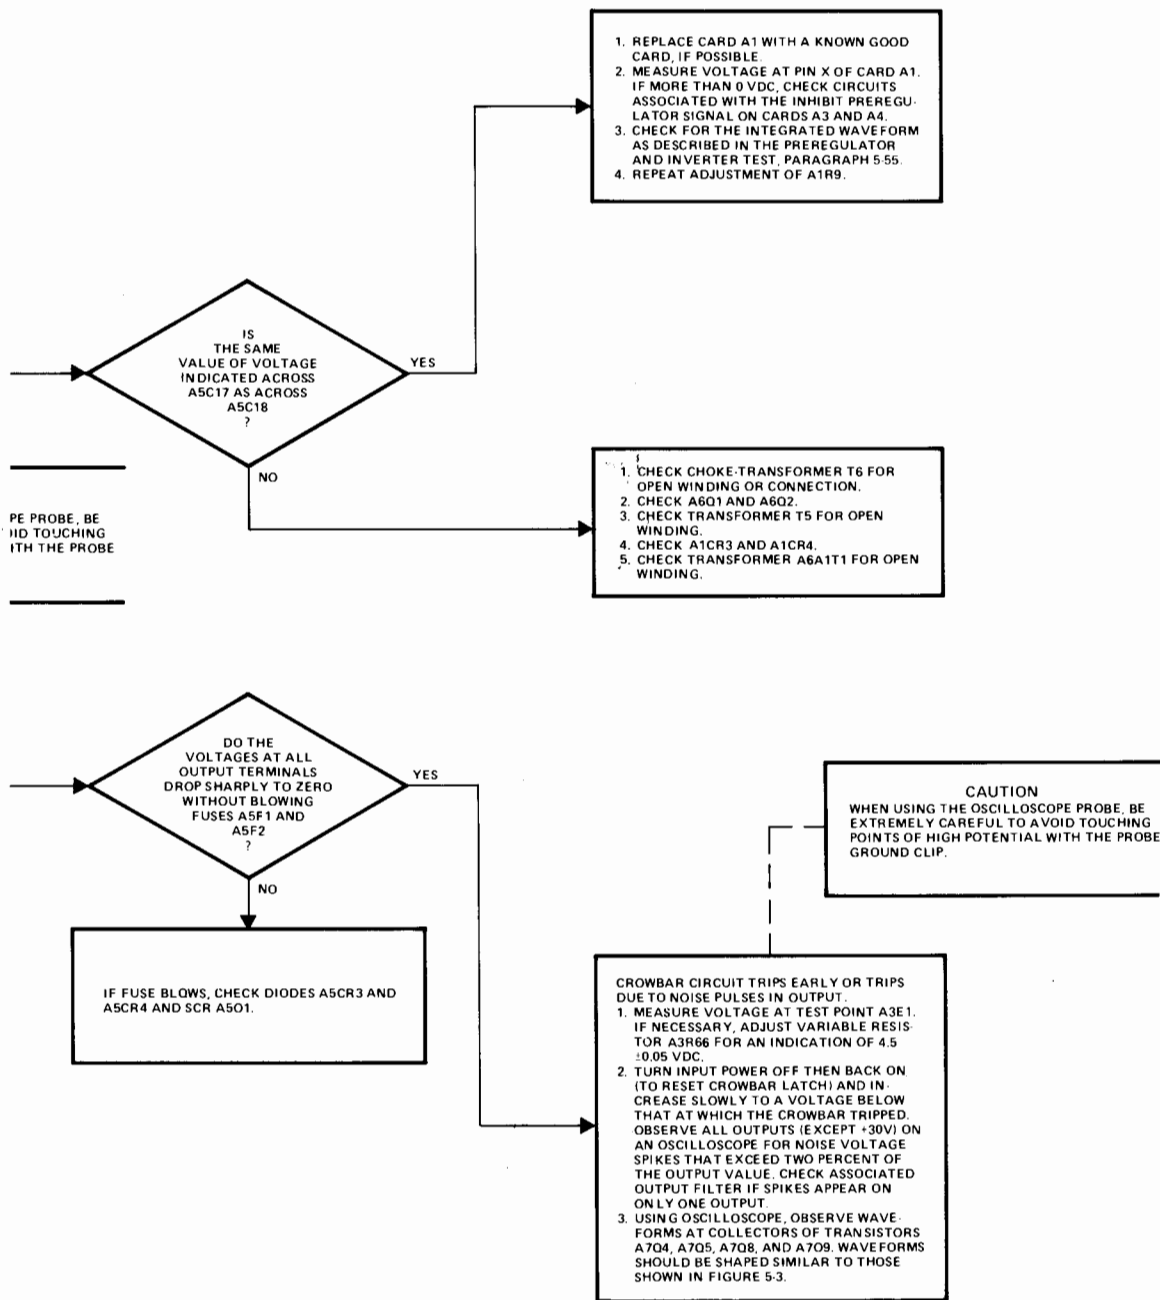 1. REPLACE CARD A1 WITH A KNOWN GOOD
CARD, IF POSSIBLE.
2. MEASURE VOLTAGE AT PIN X OF CARD A1.
IF MORE THAN 0 VDC, CHECK CIRCUITS
ASSOCIATED WITH THE INHIBIT PREREGU-
LATOR SIGNAL ON CARDS A3 AND A4.
3. CHECK FOR THE INTEGRATED WAVEFORM
AS DESCRIBED IN THE PREREGULATOR
AND INVERTER TEST, PARAGRAPH 5-55.
4. REPEAT ADJUSTMENT OF A1R9.
IS
THE SAME
VALUE OF VOLTAGE
INDICATED ACROSS
A5C17 AS ACROSS
A5C18
?
YES
NO
PE PROBE, BE
OID TOUCHING
ITH THE PROBE
1. CHECK CHOKE-TRANSFORMER T6 FOR
OPEN WINDING OR CONNECTION.
2. CHECK A6Q1 AND A6Q2.
3. CHECK TRANSFORMER T5 FOR OPEN
WINDING.
4. CHECK A1CR3 AND A1CR4.
5. CHECK TRANSFORMER A6A1T1 FOR OPEN
WINDING.
DO THE
VOLTAGES AT ALL
OUTPUT TERMINALS
DROP SHARPLY TO ZERO
WITHOUT BLOWING
FUSES A5F1 AND
A5F2
?
YES
NO
IF FUSE BLOWS, CHECK DIODES A5CR3 AND
A5CR4 AND SCR A5Q1.
CAUTION
WHEN USING THE OSCILLOSCOPE PROBE, BE
EXTREMELY CAREFUL TO AVOID TOUCHING
POINTS OF HIGH POTENTIAL WITH THE PROBE
GROUND CLIP.
CROWBAR CIRCUIT TRIPS EARLY OR TRIPS
DUE TO NOISE PULSES IN OUTPUT.
1. MEASURE VOLTAGE AT TEST POINT A3E1.
IF NECESSARY, ADJUST VARIABLE RESIS-
TOR A3R66 FOR AN INDICATION OF 4.5
±0.05 VDC.
2. TURN INPUT POWER OFF THEN BACK ON
(TO RESET CROWBAR LATCH) AND IN-
CREASE SLOWLY TO A VOLTAGE BELOW
THAT AT WHICH THE CROWBAR TRIPPED.
OBSERVE ALL OUTPUTS (EXCEPT +30V) ON
AN OSCILLOSCOPE FOR NOISE VOLTAGE
SPIKES THAT EXCEED TWO PERCENT OF
THE OUTPUT VALUE. CHECK ASSOCIATED
OUTPUT FILTER IF SPIKES APPEAR ON
ONLY ONE OUTPUT.
3. USING OSCILLOSCOPE, OBSERVE WAVE-
FORMS AT COLLECTORS OF TRANSISTORS
A7Q4, A7Q5, A7Q8, AND A7Q9. WAVEFORMS
SHOULD BE SHAPED SIMILAR TO THOSE
SHOWN IN FIGURE 5-3.